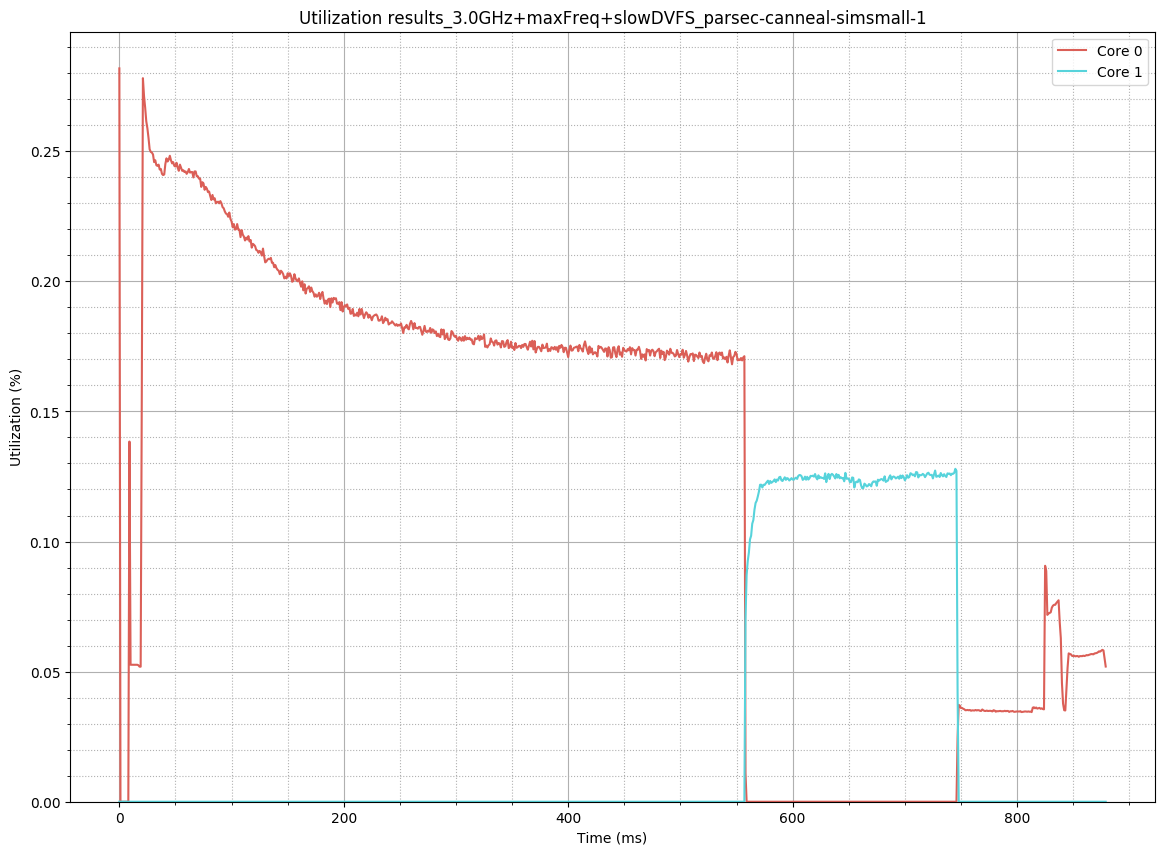 Utilization results_3.0GHz+maxFreq+slowDVFS_parsec-canneal-simsmall-1
Core 0
Core 1
Utilization (%)
0.25
0.20
0.15
0.10
0.05
0.00
0 200 400 600 800
Time (ms)